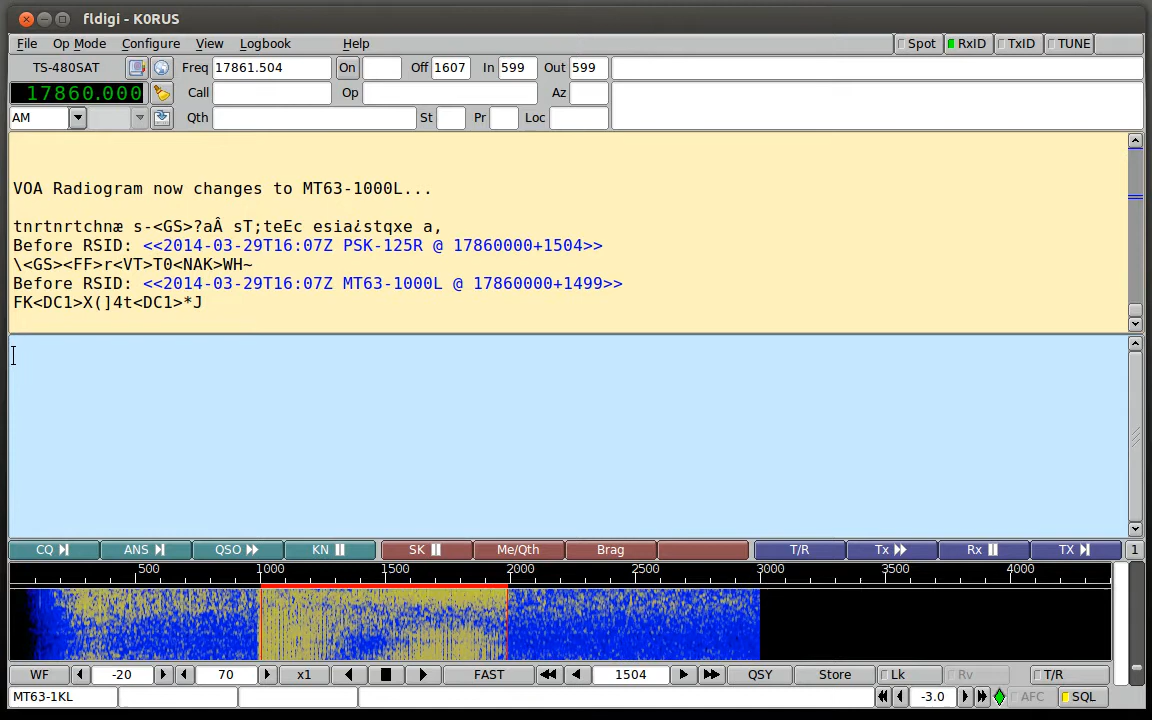 fldigi - K0RUS
File Op Mode Configure View Logbook Help Spot RxID TxID TUNE
TS-480SAT Freq 17861.504 On Off 1607 In 599 Out 599
17860.000 Call Op Az
AM Qth St Pr Loc
VOA Radiogram now changes to MT63-1000L...
tnrtnrtchnæ s-<GS>?aÂ sT;teEc esia¿stqxe a,
Before RSID: <<2014-03-29T16:07Z PSK-125R @ 17860000+1504>>
\<GS><FF>r<VT>T0<NAK>WH~
Before RSID: <<2014-03-29T16:07Z MT63-1000L @ 17860000+1499>>
FK<DC1>X(]4t<DC1>*J
CQ ANS QSO KN SK Me/Qth Brag T/R Tx Rx TX 1
500 1000 1500 2000 2500 3000 3500 4000
WF -20 70 x1 FAST 1504 QSY Store Lk Rv T/R
MT63-1KL -3.0 AFC SQL